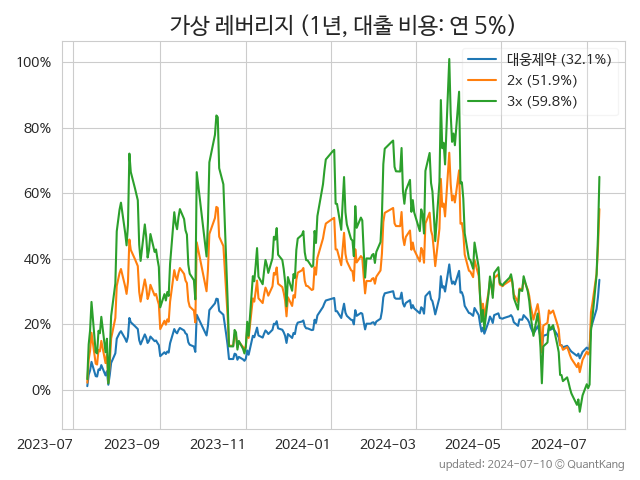 가상 레버리지 (1년, 대출 비용: 연 5%)
대웅제약 (32.1%)
2x (51.9%)
3x (59.8%)
100%
80%
60%
40%
20%
0%
2023-07
2023-09
2023-11
2024-01
2024-03
2024-05
2024-07
updated: 2024-07-10 © QuantKang